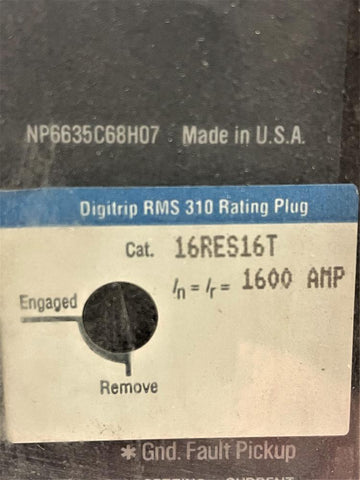 NP6635C68H07 Made in U.S.A.
Digitrip RMS 310 Rating Plug
Cat. 16RES16T
In = Ir = 1600 AMP
Engaged
Remove
* Gnd. Fault Pickup